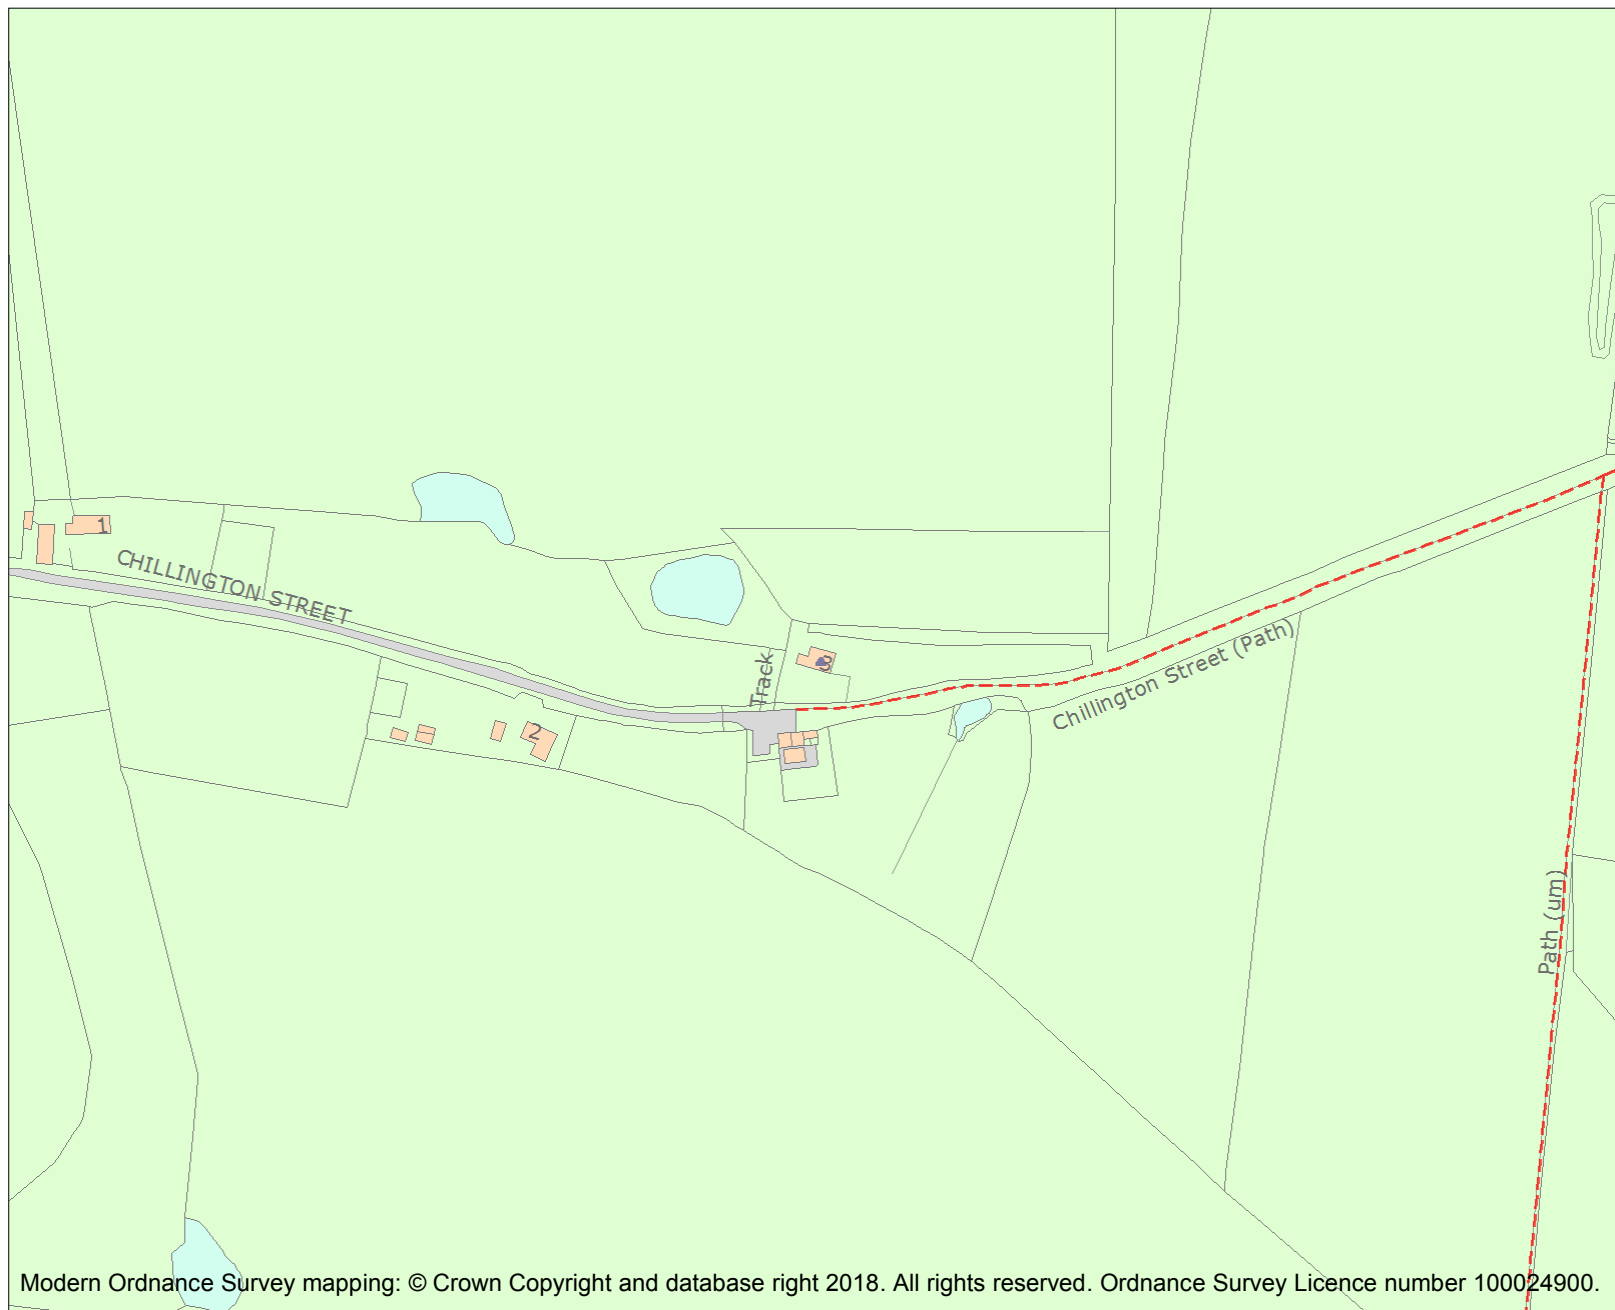 1
CHILLINGTON STREET
3
Track
Chillington Street (Path)
2
Path (um)
Modern Ordnance Survey mapping: © Crown Copyright and database right 2018. All rights reserved. Ordnance Survey Licence number 100024900.